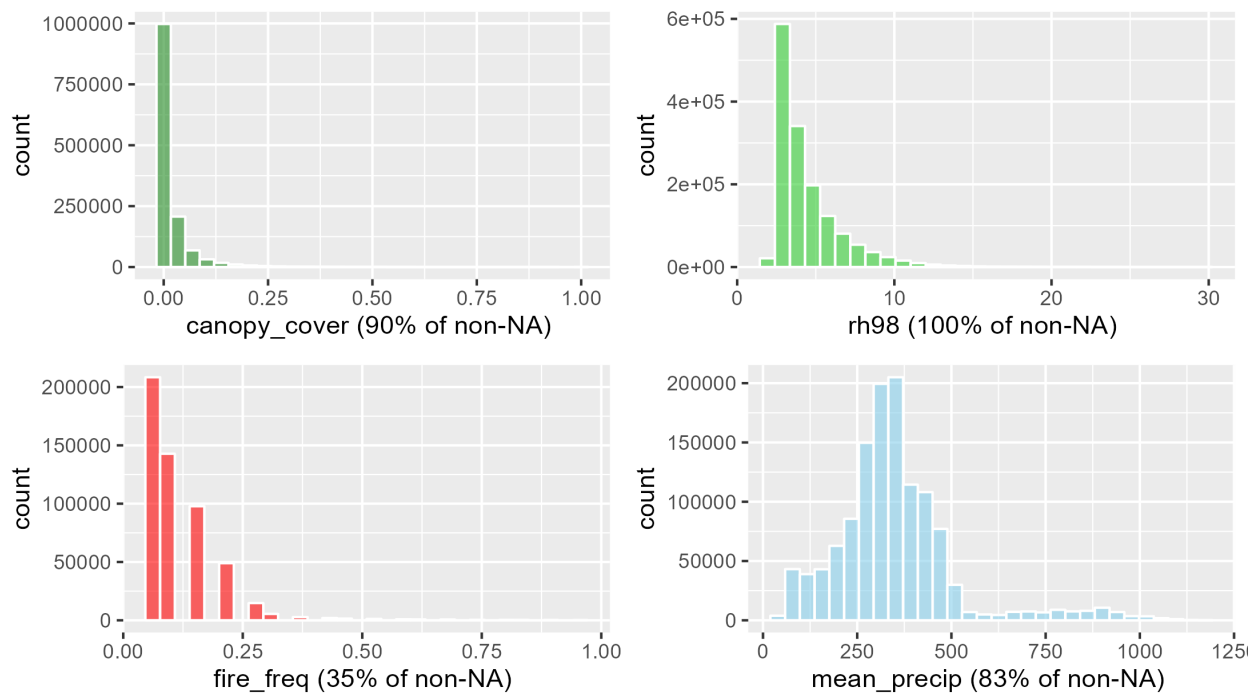 1000000
750000
500000
250000
0
count
0.00 0.25 0.50 0.75 1.00
canopy_cover (90% of non-NA)
6e+05
4e+05
2e+05
0e+00
count
0 10 20 30
rh98 (100% of non-NA)
200000
150000
100000
50000
0
count
0.00 0.25 0.50 0.75 1.00
fire_freq (35% of non-NA)
200000
150000
100000
50000
0
count
0 250 500 750 1000 125
mean_precip (83% of non-NA)